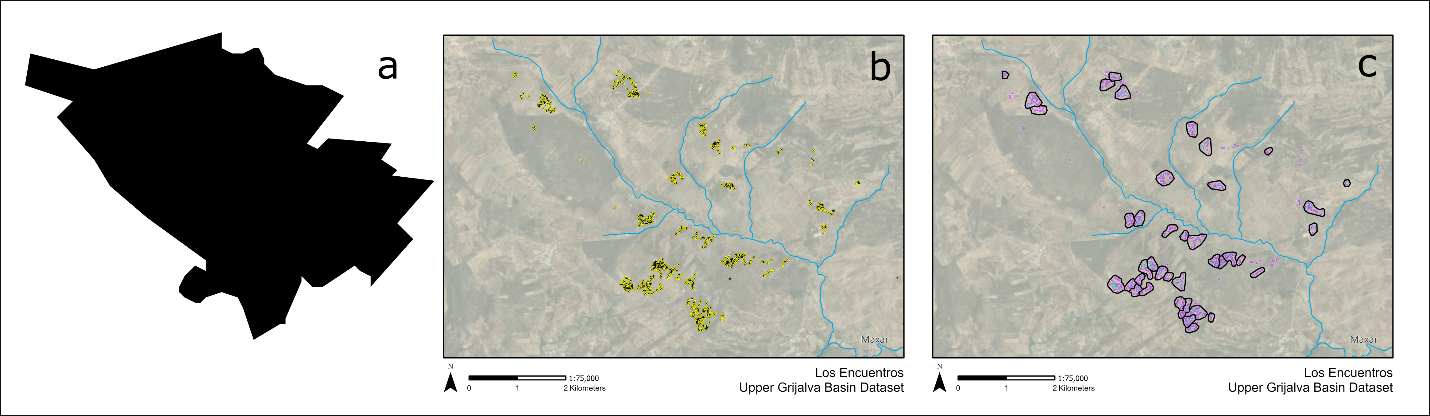 a
b
Maxar
N
1:75,000
0 1 2 Kilometers
Los Encuentros
Upper Grijalva Basin Dataset
c
Maxar
N
1:75,000
0 1 2 Kilometers
Los Encuentros
Upper Grijalva Basin Dataset